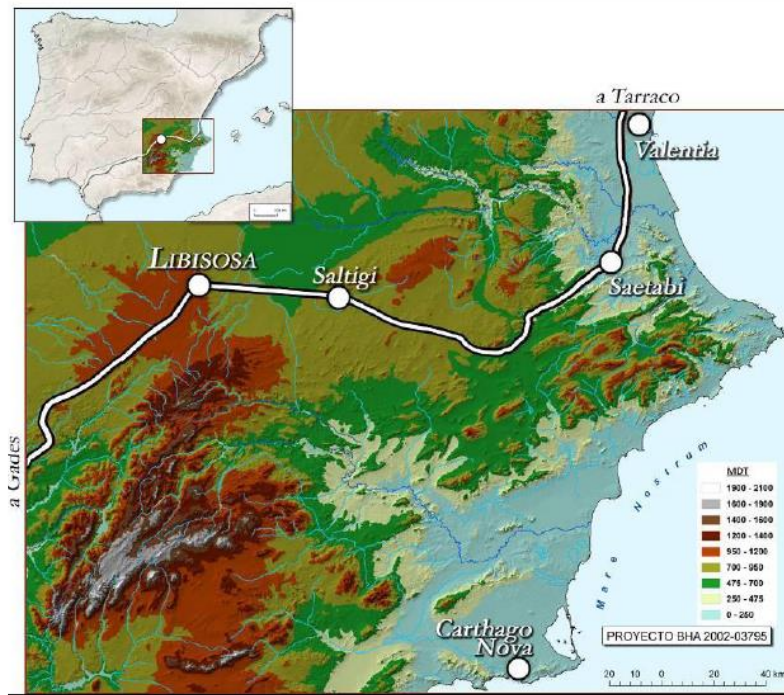 a Tarraco
Valentia
LIBISOSA
Saltigi
Saetabi
a Gades
Mare Nostrum
MDT
1900 - 2100
1600 - 1900
1400 - 1600
1200 - 1400
950 - 1200
700 - 950
475 - 700
250 - 475
0 - 250
PROYECTO BHA 2002-03795
Carthago
Nova
20 0 20 40 km